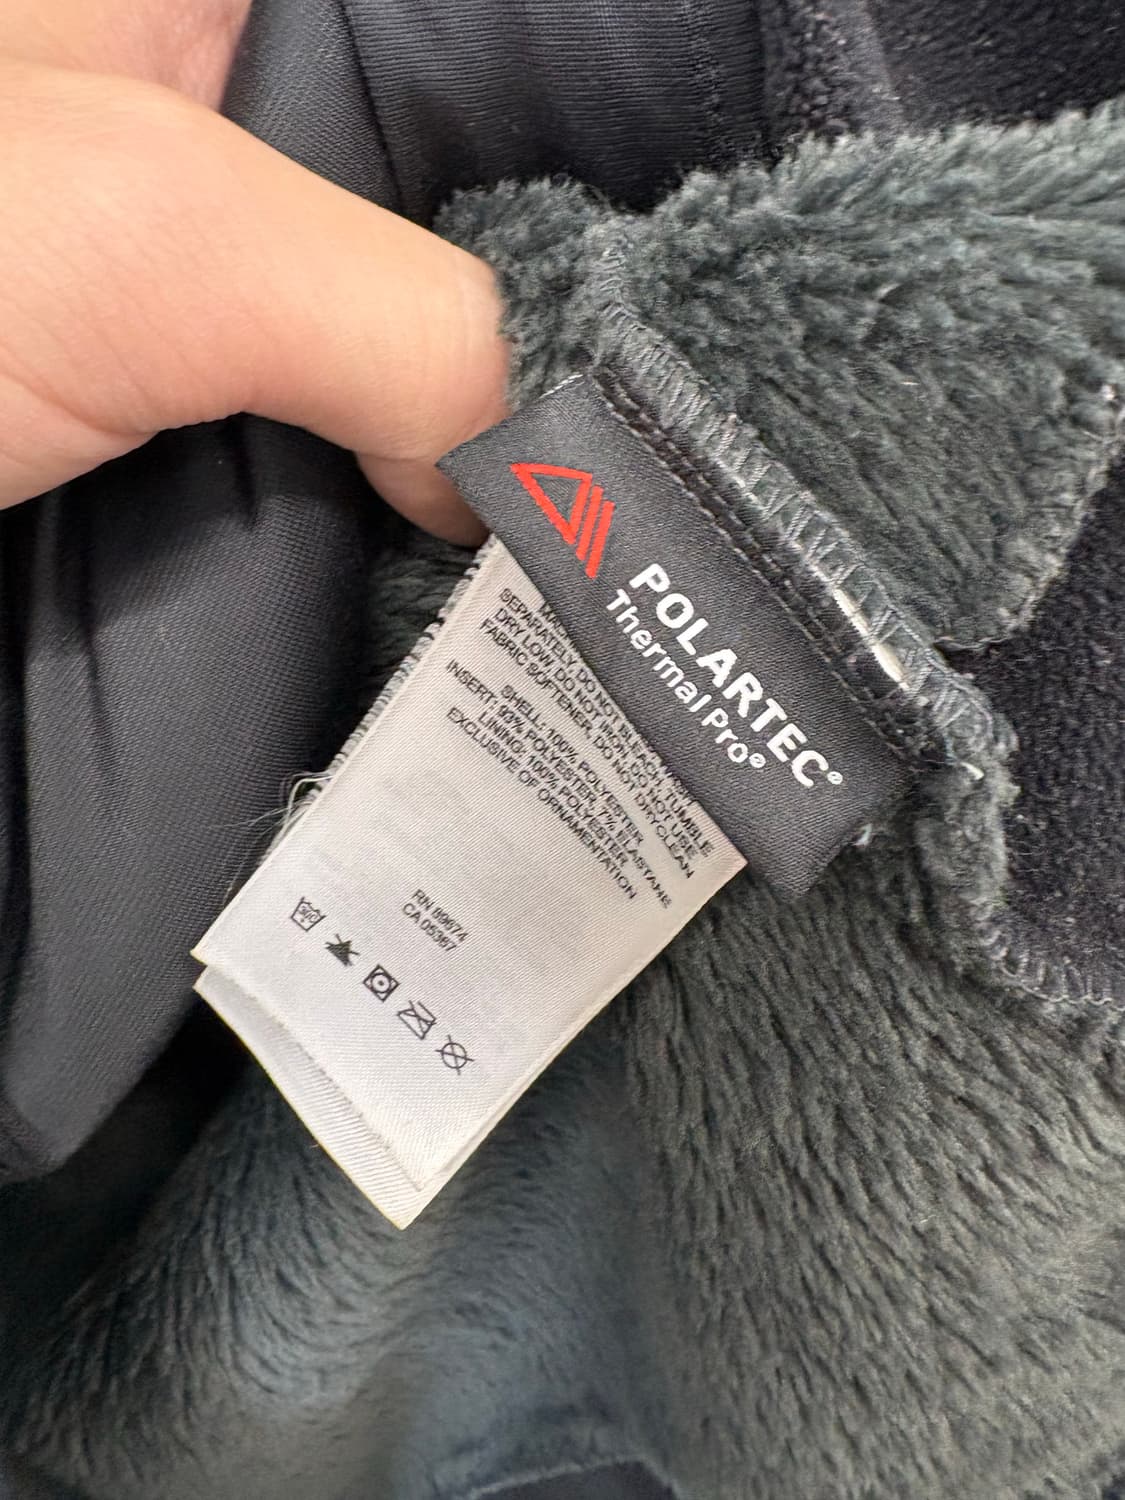 POLARTEC®
Thermal Pro®
SEPARATELY, DO NOT BLEACH, TUMBLE
DRY LOW, DO NOT IRON, DO NOT USE
FABRIC SOFTENER, DO NOT DRYCLEAN
SHELL: 100% POLYESTER
INSERT: 93% POLYESTER, 7% ELASTANE
LINING: 100% POLYESTER
EXCLUSIVE OF ORNAMENTATION
RN 89674
CA 05367